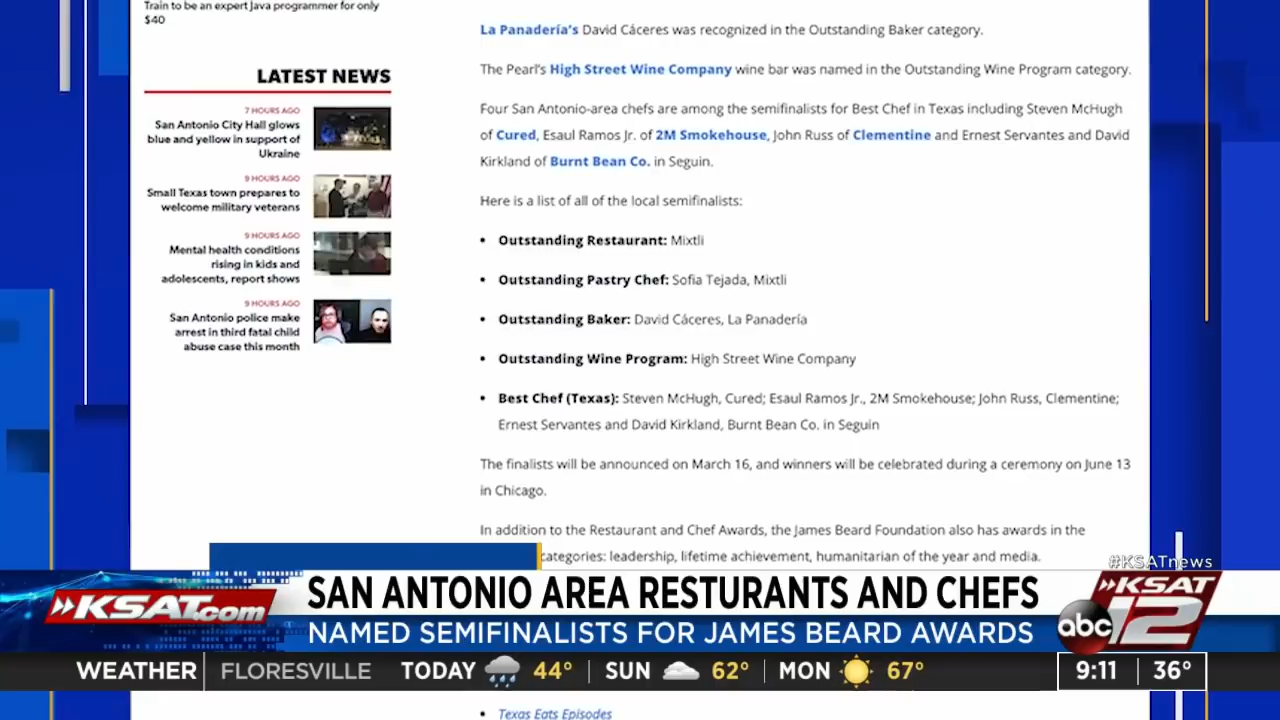 Train to be an expert Java programmer for only
$40
LATEST NEWS
7 HOURS AGO
San Antonio City Hall glows
blue and yellow in support of
Ukraine
9 HOURS AGO
Small Texas town prepares to
welcome military veterans
9 HOURS AGO
Mental health conditions
rising in kids and
adolescents, report shows
9 HOURS AGO
San Antonio police make
arrest in third fatal child
abuse case this month
La Panadería's David Cáceres was recognized in the Outstanding Baker category.
The Pearl's High Street Wine Company wine bar was named in the Outstanding Wine Program category.
Four San Antonio-area chefs are among the semifinalists for Best Chef in Texas including Steven McHugh
of Cured, Esaul Ramos Jr. of 2M Smokehouse, John Russ of Clementine and Ernest Servantes and David
Kirkland of Burnt Bean Co. in Seguin.
Here is a list of all of the local semifinalists:
• Outstanding Restaurant: Mixtli
• Outstanding Pastry Chef: Sofia Tejada, Mixtli
• Outstanding Baker: David Cáceres, La Panadería
• Outstanding Wine Program: High Street Wine Company
• Best Chef (Texas): Steven McHugh, Cured; Esaul Ramos Jr., 2M Smokehouse; John Russ, Clementine;
Ernest Servantes and David Kirkland, Burnt Bean Co. in Seguin
The finalists will be announced on March 16, and winners will be celebrated during a ceremony on June 13
in Chicago.
In addition to the Restaurant and Chef Awards, the James Beard Foundation also has awards in the
categories: leadership, lifetime achievement, humanitarian of the year and media.
#KSATnews
KSAT.com
SAN ANTONIO AREA RESTURANTS AND CHEFS
NAMED SEMIFINALISTS FOR JAMES BEARD AWARDS
abc KSAT 12
WEATHER FLORESVILLE TODAY 44° SUN 62° MON 67° 9:11 36°
• Texas Eats Episodes